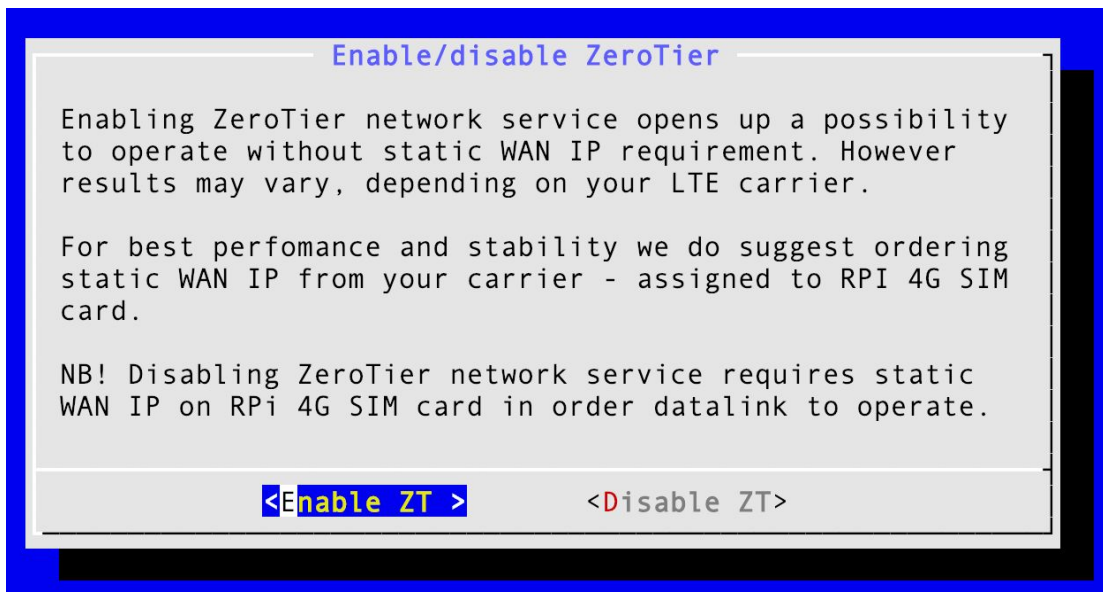 Enable/disable ZeroTier
Enabling ZeroTier network service opens up a possibility
to operate without static WAN IP requirement. However
results may vary, depending on your LTE carrier.
For best perfomance and stability we do suggest ordering
static WAN IP from your carrier - assigned to RPI 4G SIM
card.
NB! Disabling ZeroTier network service requires static
WAN IP on RPi 4G SIM card in order datalink to operate.
<Enable ZT > <Disable ZT>